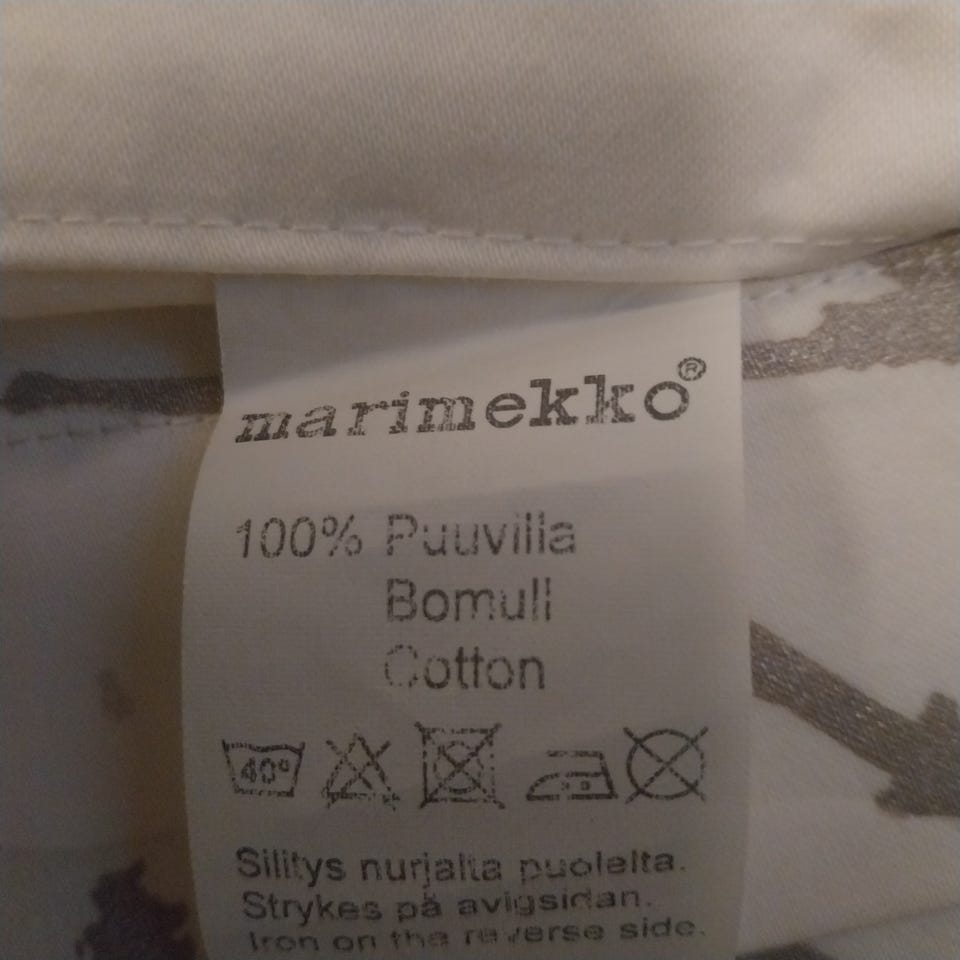 marimekko®
100% Puuvilla
Bomull
Cotton
40°
Silitys nurjalta puolelta.
Strykes på avigsidan.
Iron on the reverse side.